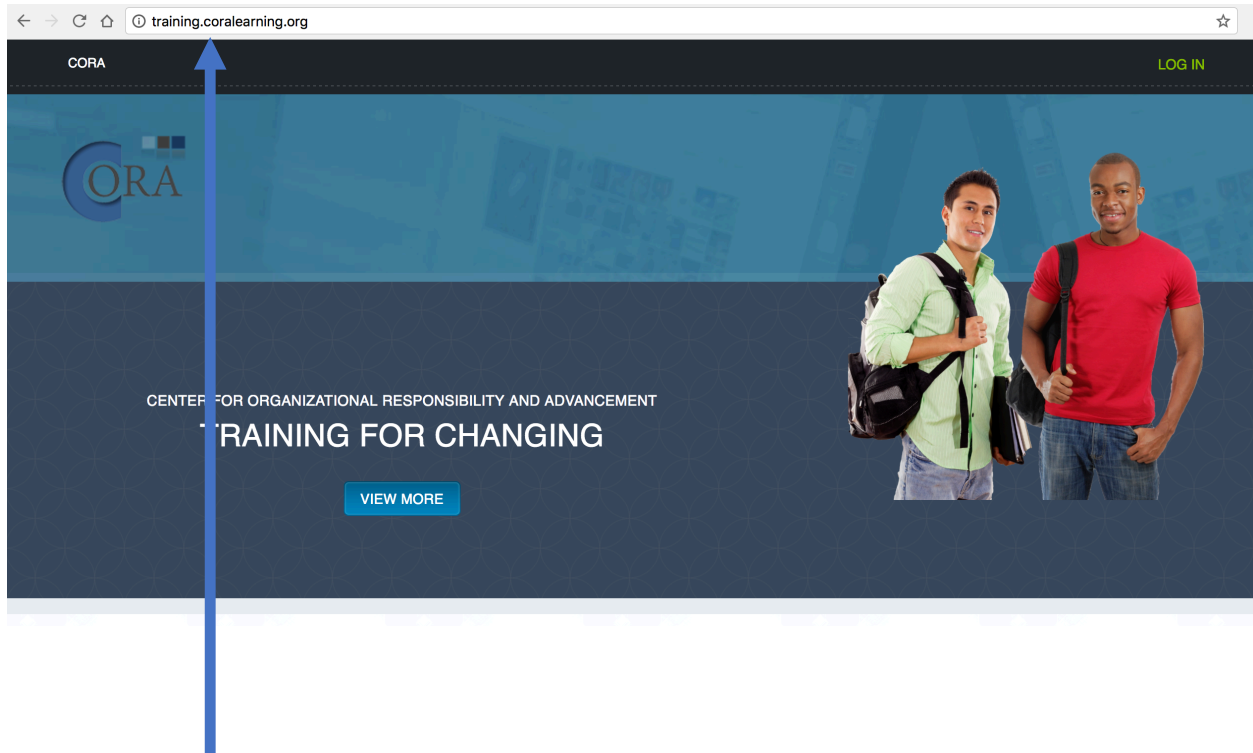 training.coralearning.org
CORA
LOG IN
CORA
CENTER FOR ORGANIZATIONAL RESPONSIBILITY AND ADVANCEMENT
TRAINING FOR CHANGING
VIEW MORE